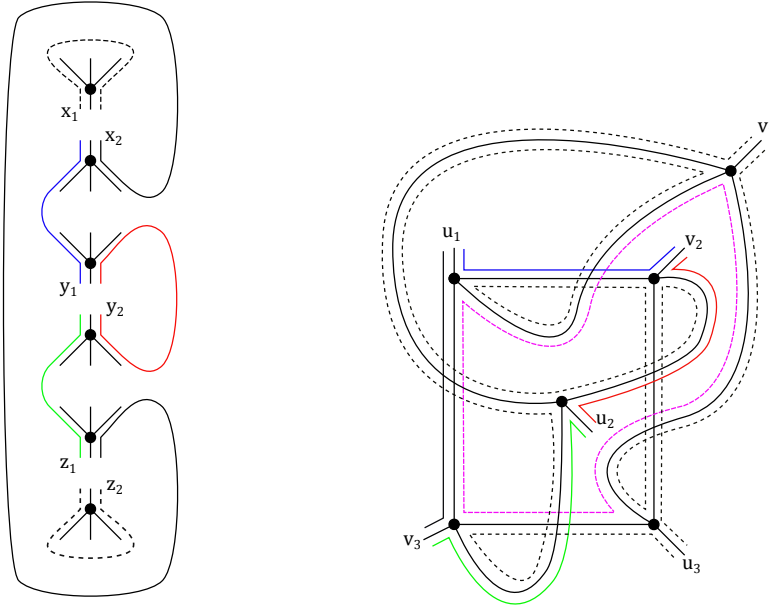 x₁
x₂
y₁
y₂
z₁
z₂
v
u₁
v₂
u₂
v₃
u₃